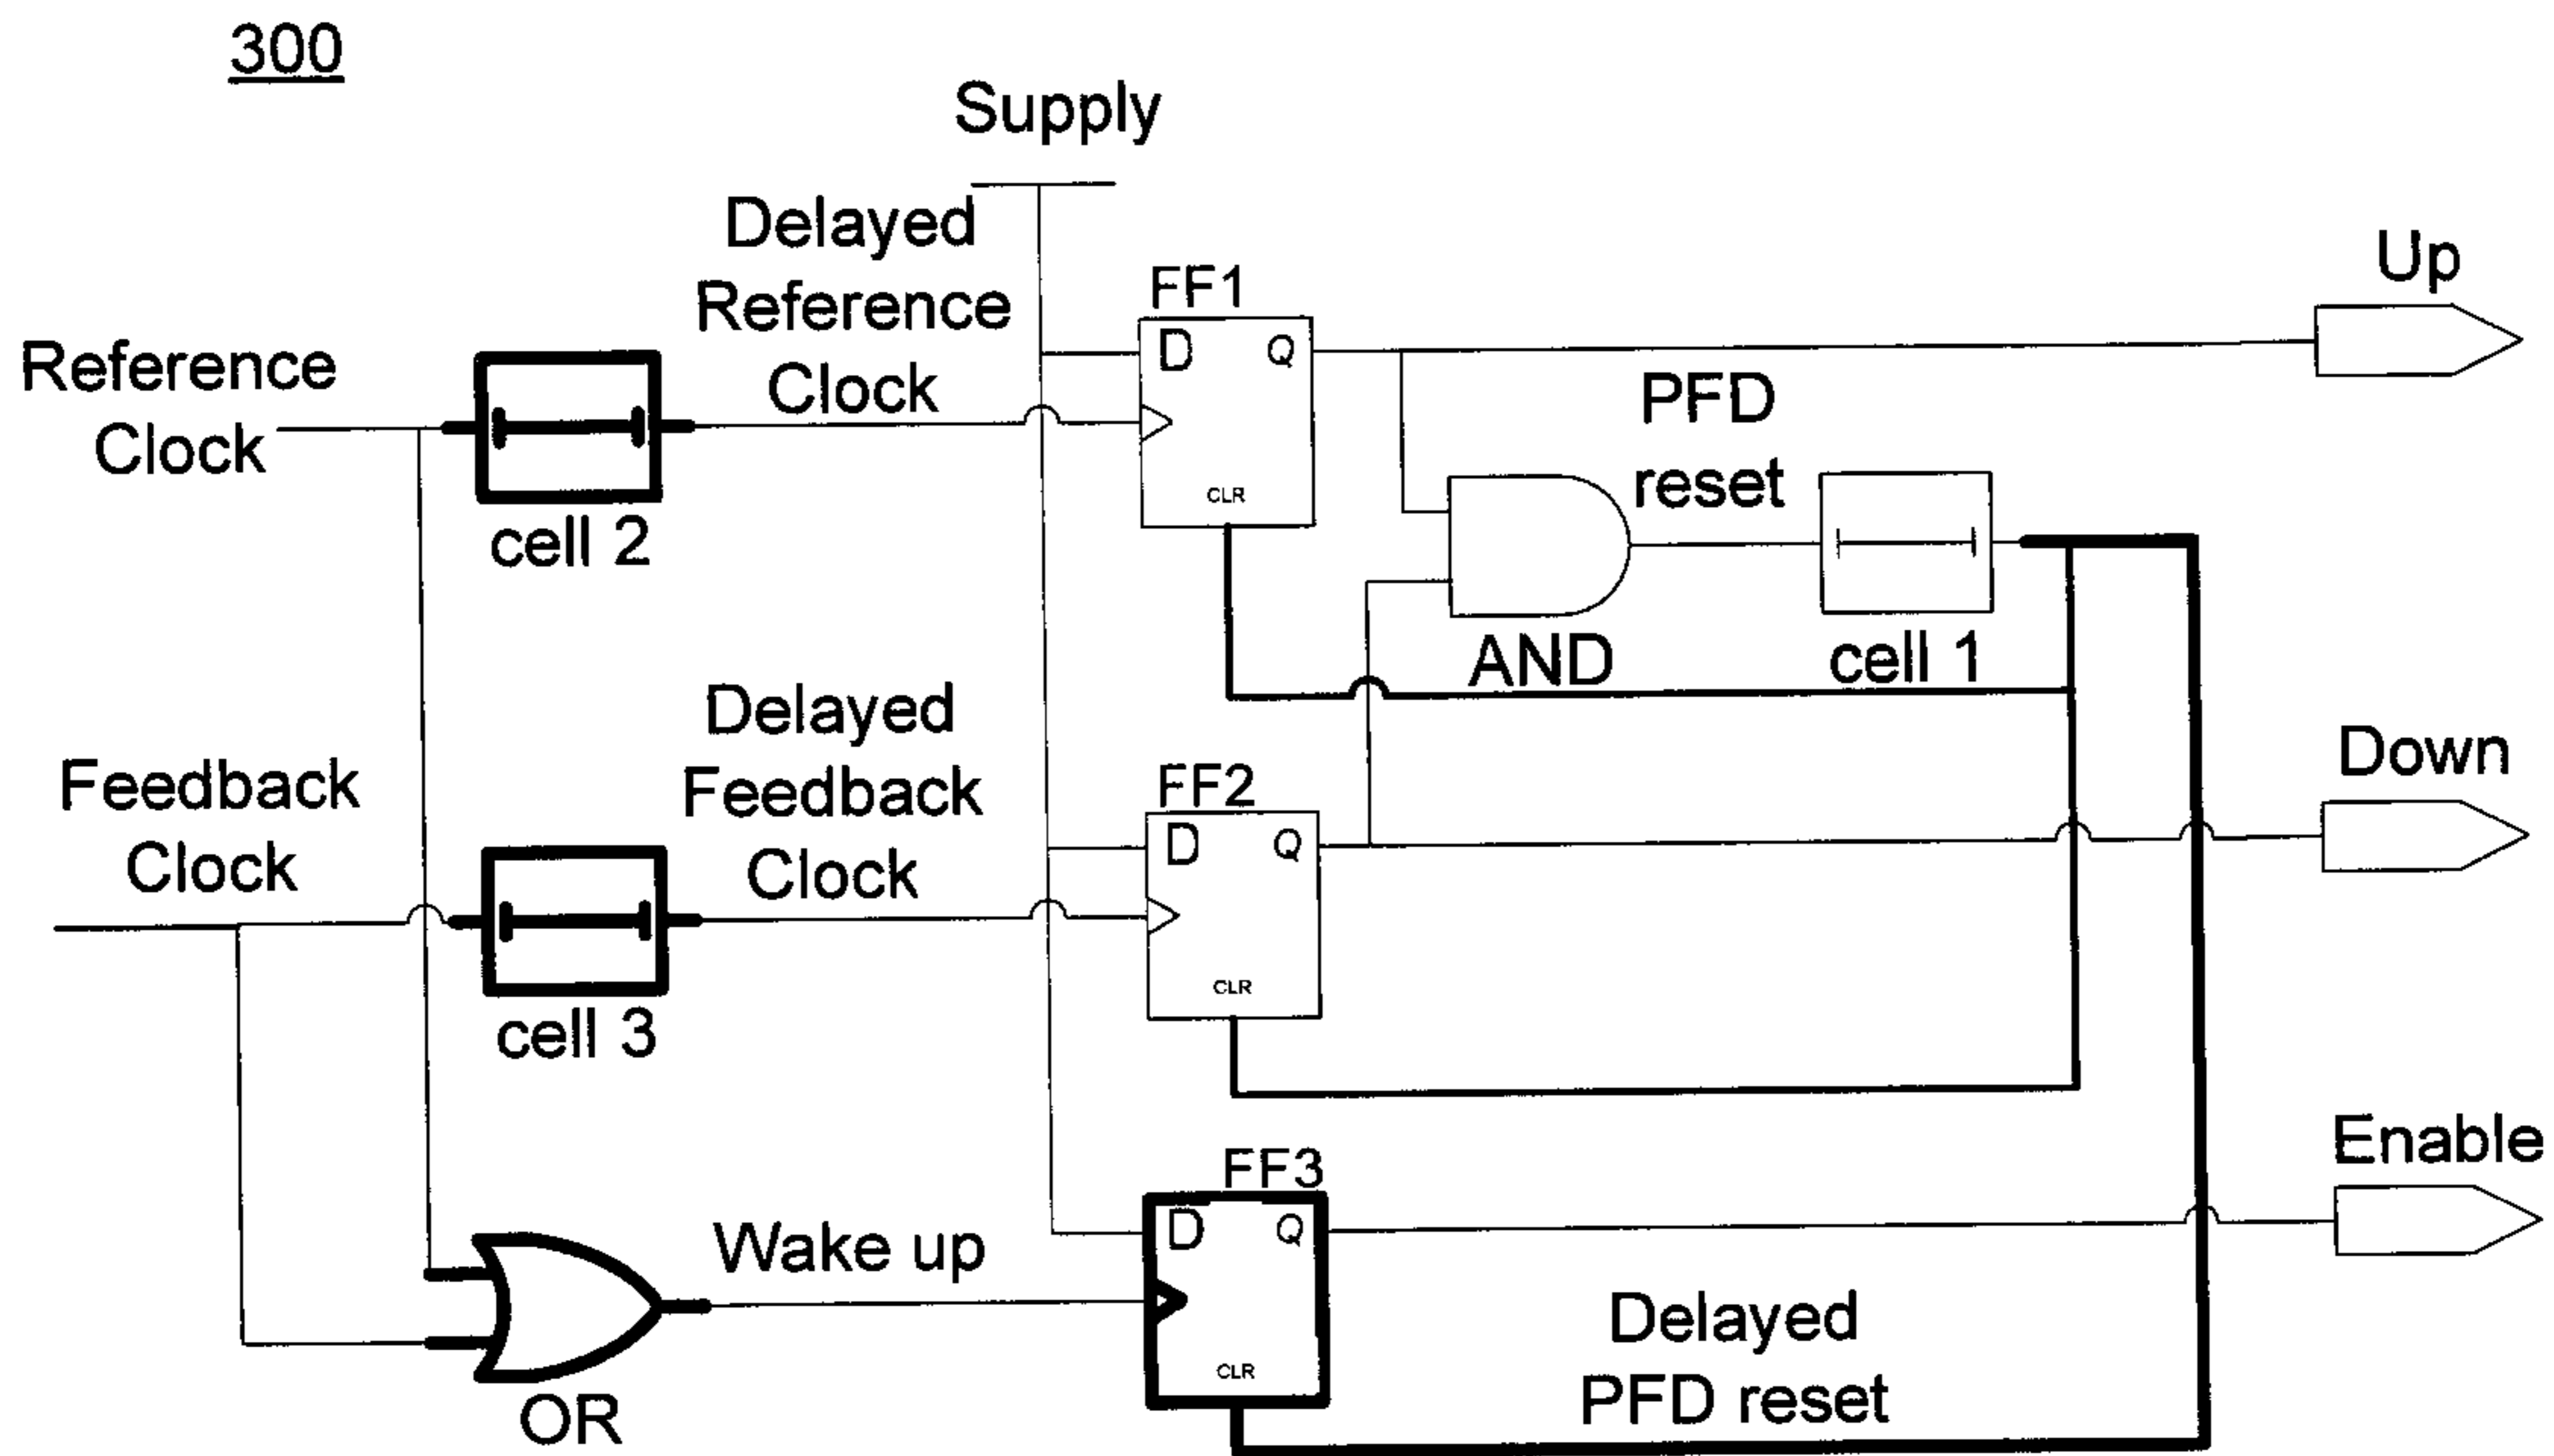 300
Supply
Delayed
Reference
Clock
Reference
Clock
cell 2
FF1
D
Q
CLR
Up
PFD
reset
AND
cell 1
Feedback
Clock
Delayed
Feedback
Clock
cell 3
FF2
D
Q
CLR
Down
Wake up
OR
FF3
D
Q
CLR
Enable
Delayed
PFD reset